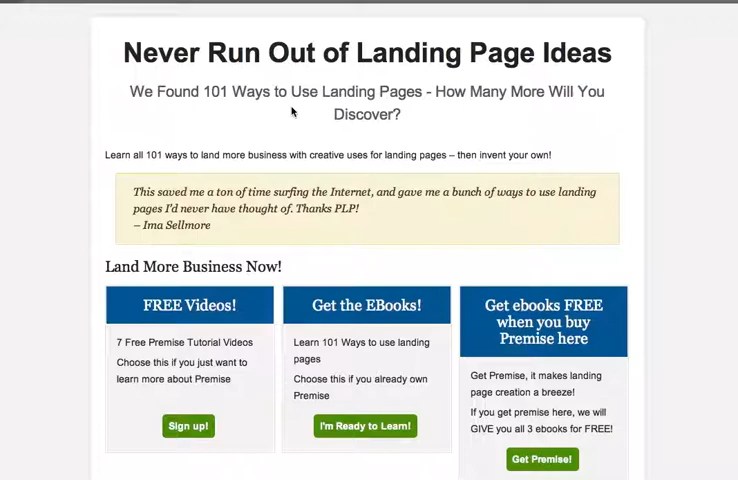 Never Run Out of Landing Page Ideas
We Found 101 Ways to Use Landing Pages - How Many More Will You
Discover?
Learn all 101 ways to land more business with creative uses for landing pages – then invent your own!
This saved me a ton of time surfing the Internet, and gave me a bunch of ways to use landing
pages I'd never have thought of. Thanks PLP!
– Ima Sellmore
Land More Business Now!
FREE Videos!
7 Free Premise Tutorial Videos
Choose this if you just want to
learn more about Premise
Sign up!
Get the EBooks!
Learn 101 Ways to use landing
pages
Choose this if you already own
Premise
I'm Ready to Learn!
Get ebooks FREE
when you buy
Premise here
Get Premise, it makes landing
page creation a breeze!
If you get premise here, we will
GIVE you all 3 ebooks for FREE!
Get Premise!